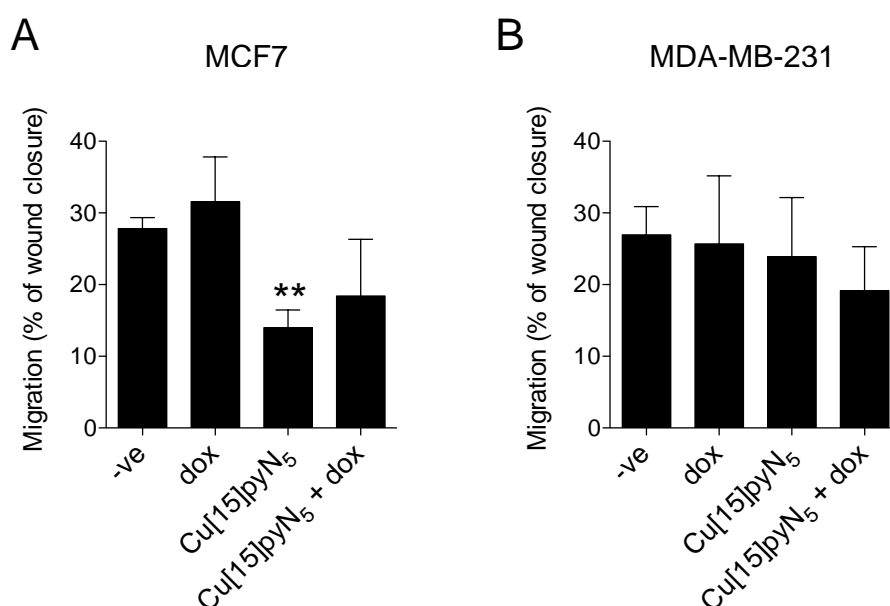 A
MCF7
Migration (% of wound closure)
40
30
20
10
0
**
-ve
dox
Cu[15]pyN₅
Cu[15]pyN₅ + dox
B
MDA-MB-231
Migration (% of wound closure)
40
30
20
10
0
-ve
dox
Cu[15]pyN₅
Cu[15]pyN₅ + dox